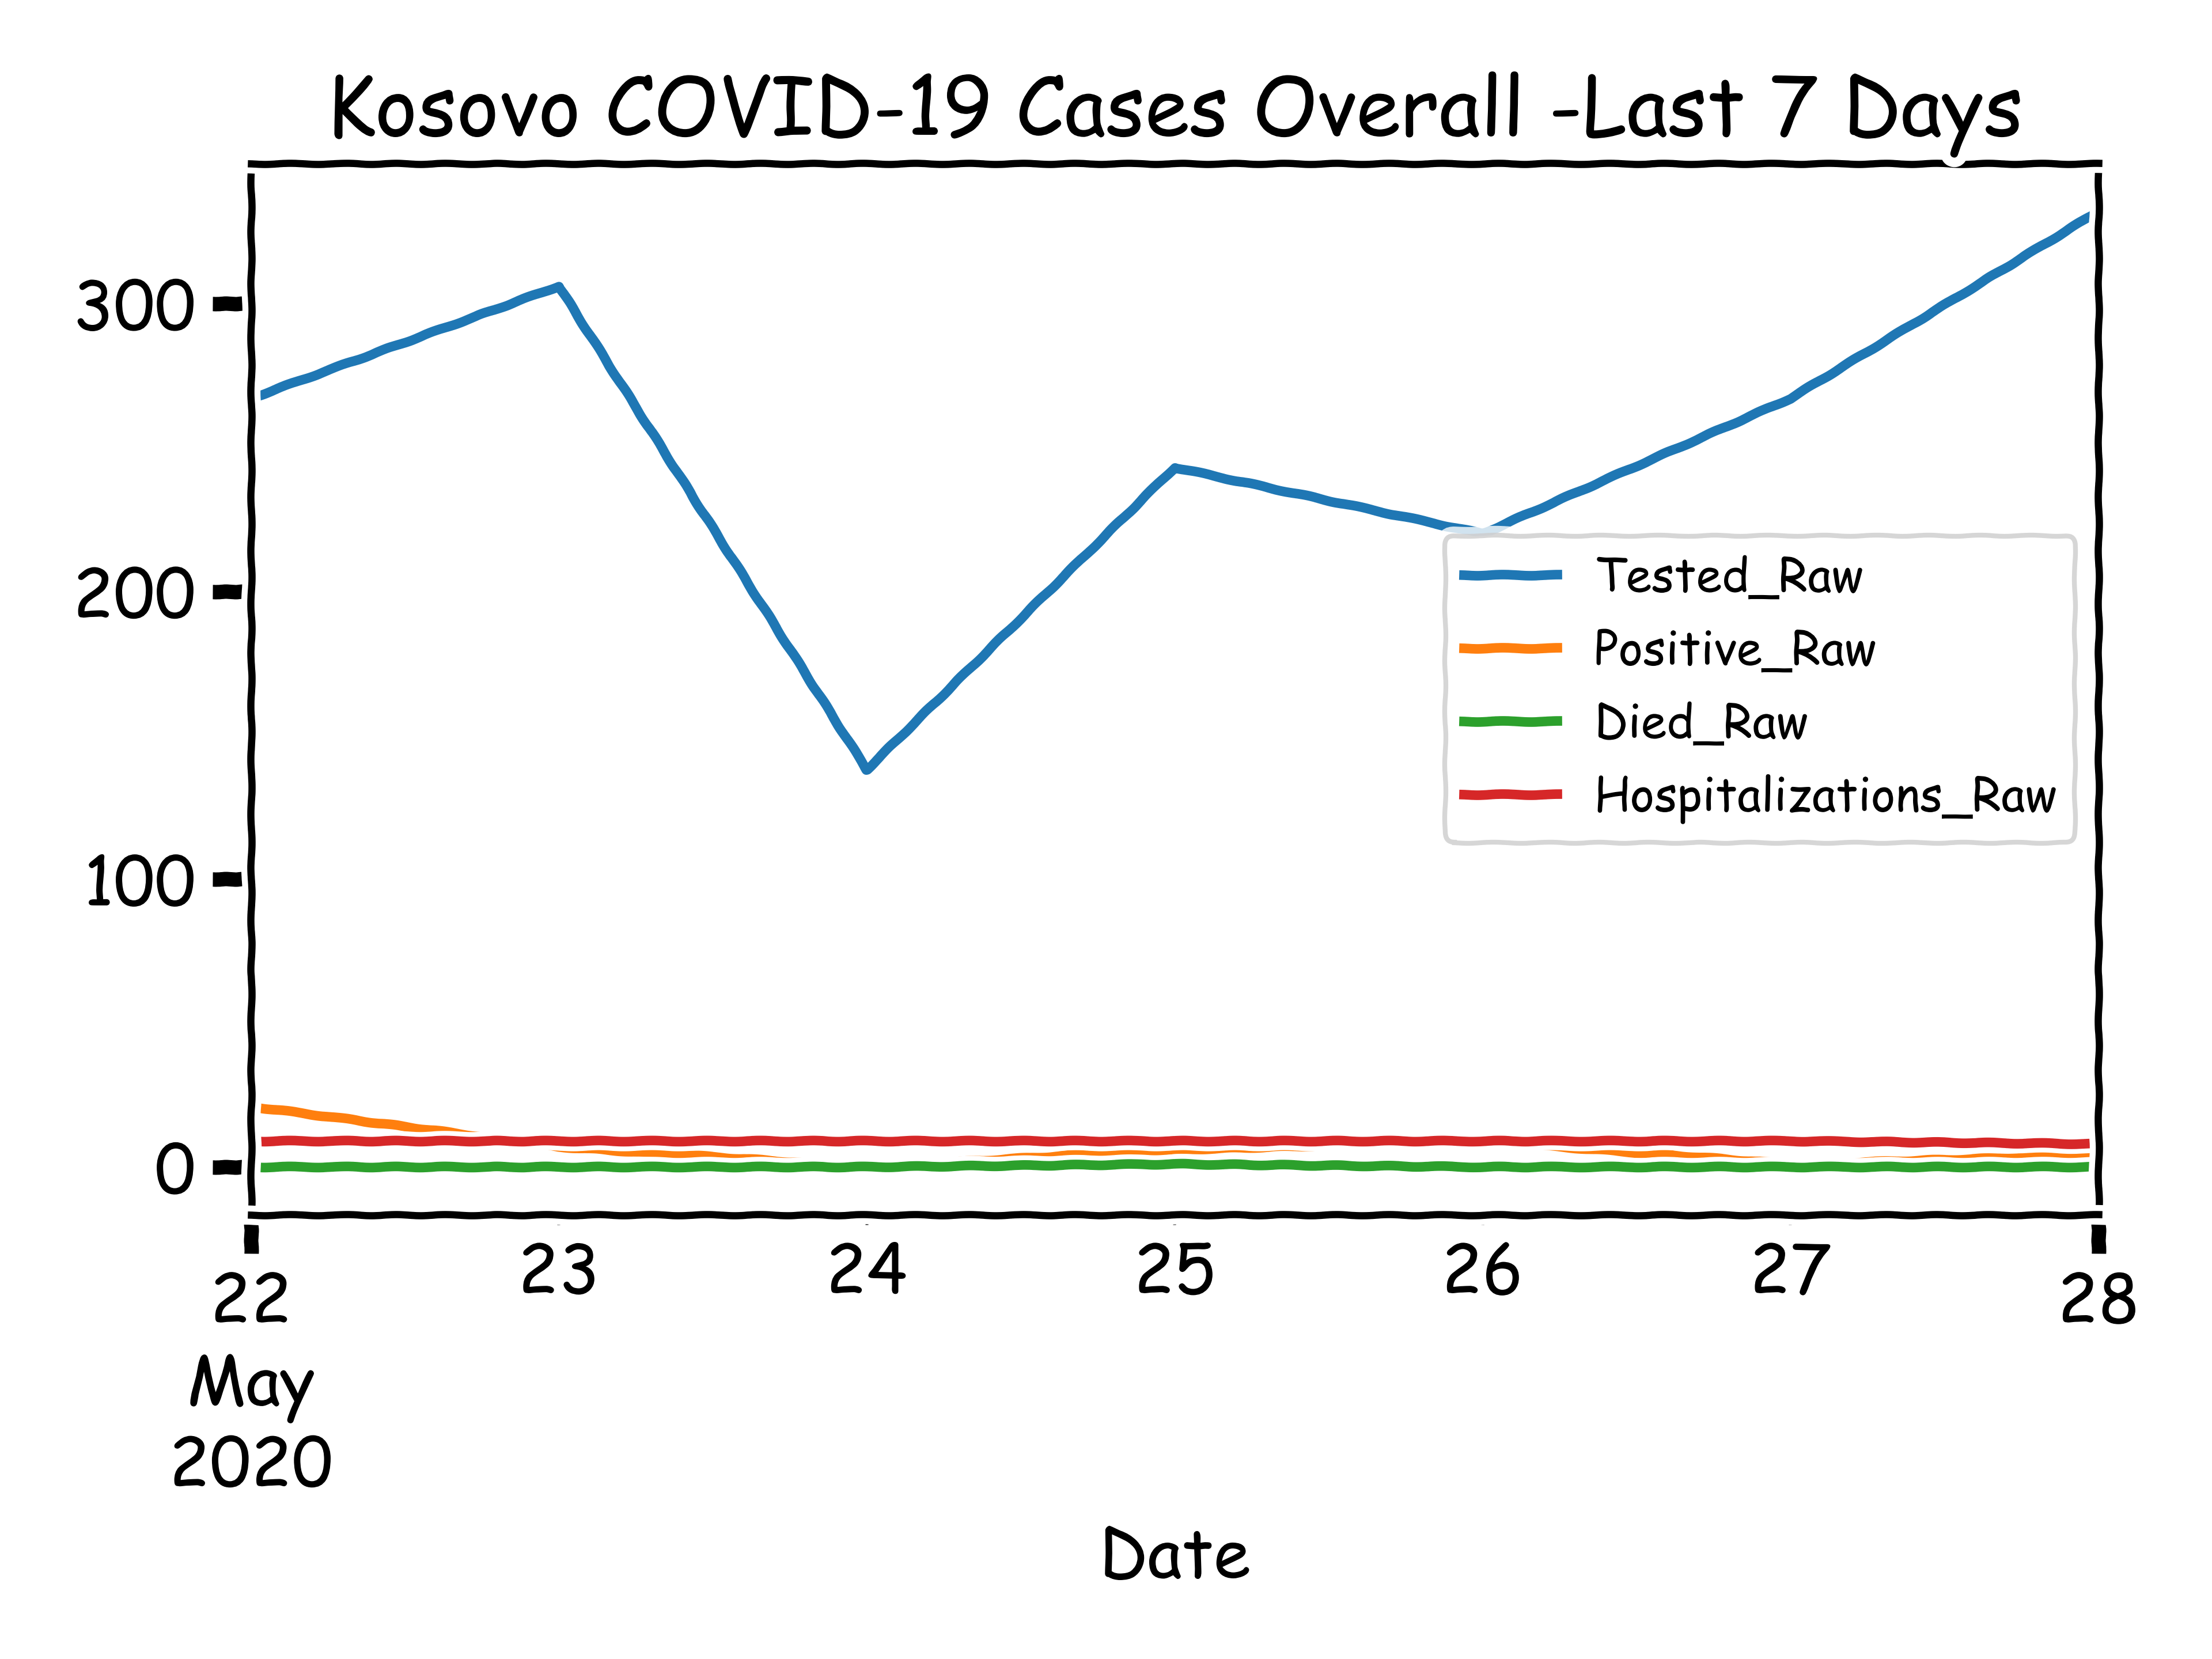 Kosovo COVID-19 Cases Overall -Last 7 Days
300
200
100
0
Tested_Raw
Positive_Raw
Died_Raw
Hospitalizations_Raw
22 23 24 25 26 27 28
May
2020
Date